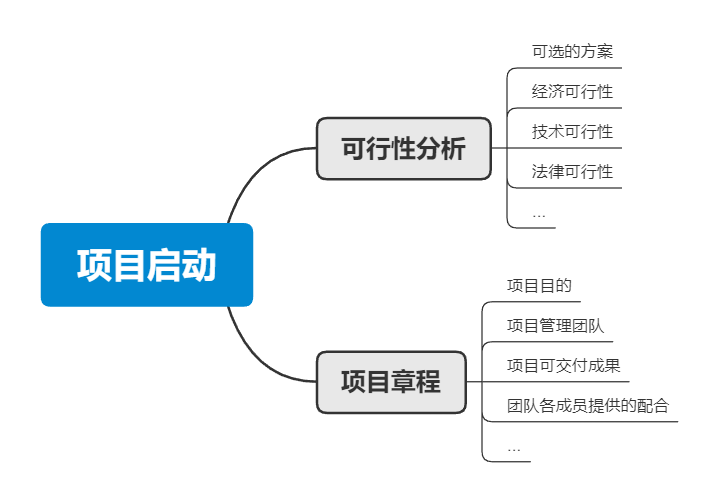 项目启动
可行性分析
可选的方案
经济可行性
技术可行性
法律可行性
...
项目章程
项目目的
项目管理团队
项目可交付成果
团队各成员提供的配合
...